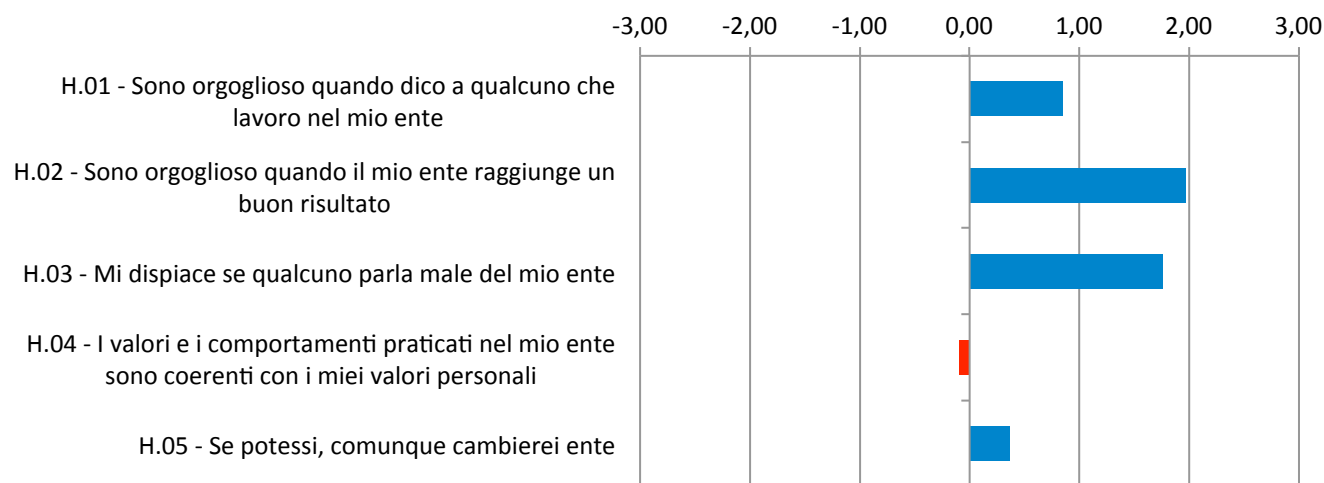 -3,00 -2,00 -1,00 0,00 1,00 2,00 3,00
H.01 - Sono orgoglioso quando dico a qualcuno che
lavoro nel mio ente
H.02 - Sono orgoglioso quando il mio ente raggiunge un
buon risultato
H.03 - Mi dispiace se qualcuno parla male del mio ente
H.04 - I valori e i comportamenti praticati nel mio ente
sono coerenti con i miei valori personali
H.05 - Se potessi, comunque cambierei ente